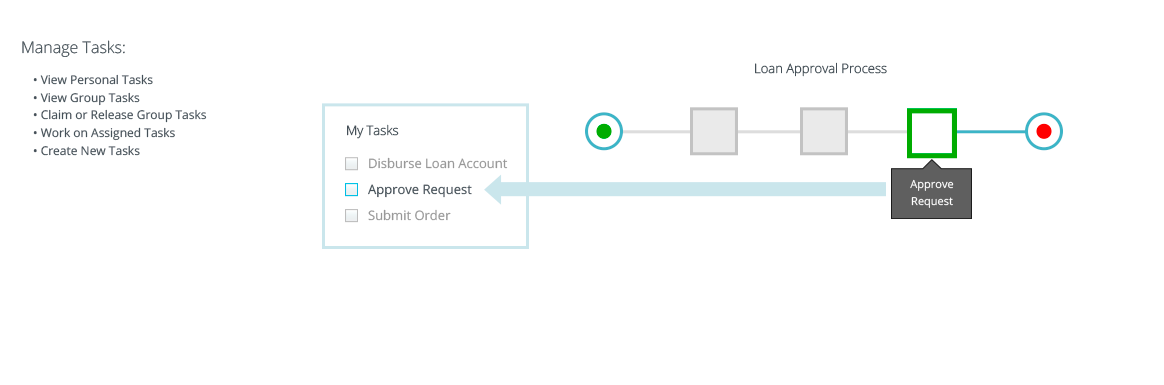 Manage Tasks:
• View Personal Tasks
• View Group Tasks
• Claim or Release Group Tasks
• Work on Assigned Tasks
• Create New Tasks
My Tasks
Disburse Loan Account
Approve Request
Submit Order
Loan Approval Process
Approve
Request